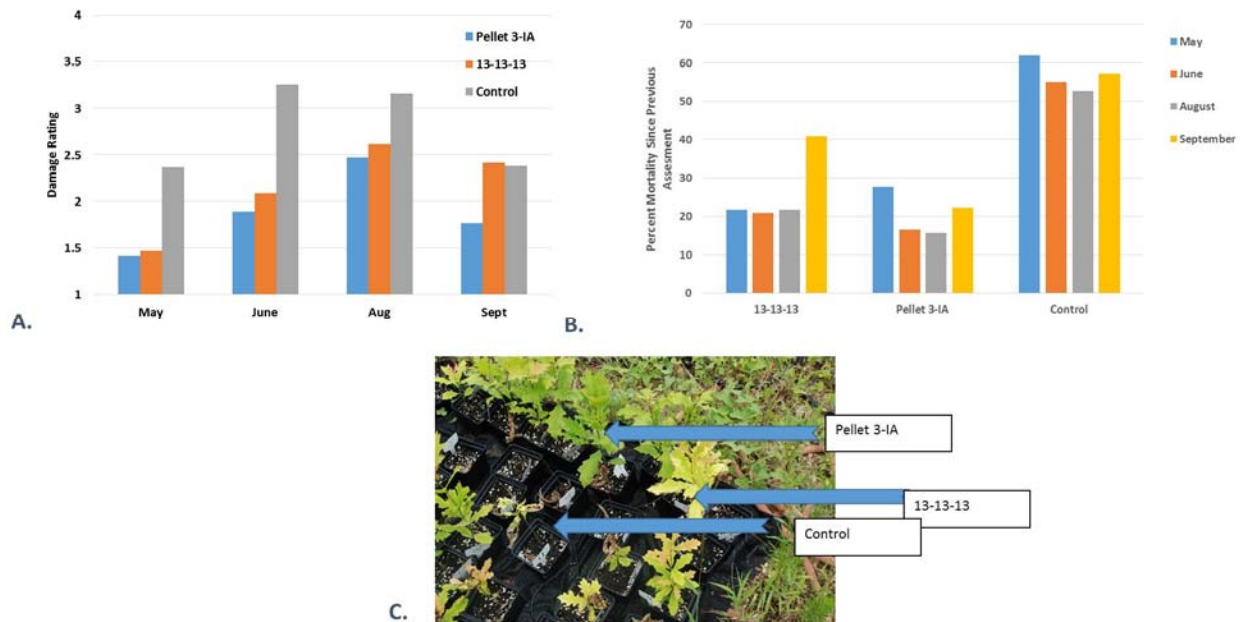 4
3.5
3
2.5
2
1.5
1
Damage Rating
Pellet 3-IA
13-13-13
Control
May
June
Aug
Sept
A.
70
60
50
40
30
20
10
0
Percent Mortality Since Previous
Assesment
13-13-13
Pellet 3-IA
Control
May
June
August
September
B.
Pellet 3-IA
13-13-13
Control
C.